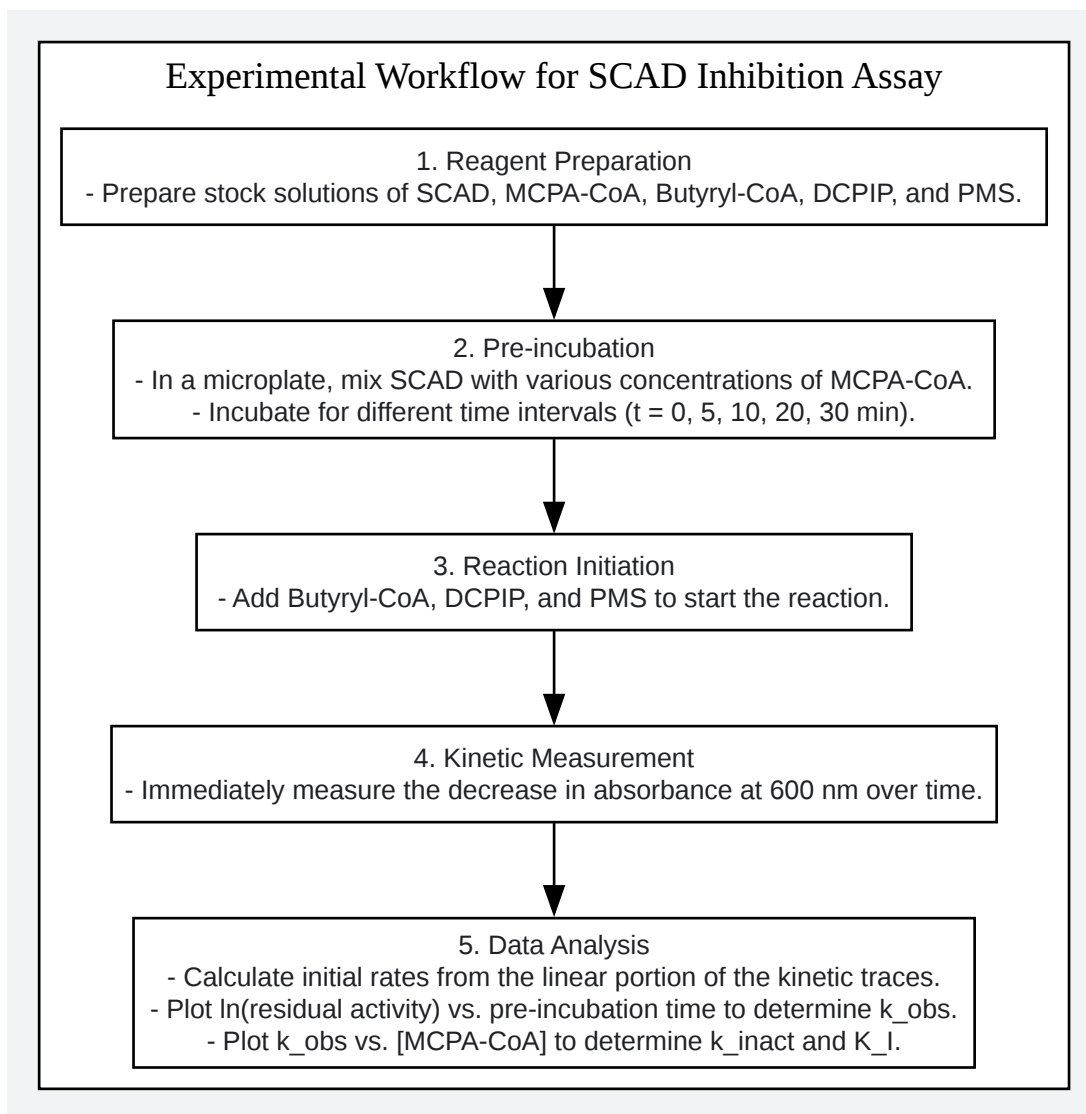 Experimental Workflow for SCAD Inhibition Assay
1. Reagent Preparation
- Prepare stock solutions of SCAD, MCPA-CoA, Butyryl-CoA, DCPIP, and PMS.
2. Pre-incubation
- In a microplate, mix SCAD with various concentrations of MCPA-CoA.
- Incubate for different time intervals (t = 0, 5, 10, 20, 30 min).
3. Reaction Initiation
- Add Butyryl-CoA, DCPIP, and PMS to start the reaction.
4. Kinetic Measurement
- Immediately measure the decrease in absorbance at 600 nm over time.
5. Data Analysis
- Calculate initial rates from the linear portion of the kinetic traces.
- Plot ln(residual activity) vs. pre-incubation time to determine k_obs.
- Plot k_obs vs. [MCPA-CoA] to determine k_inact and K_I.